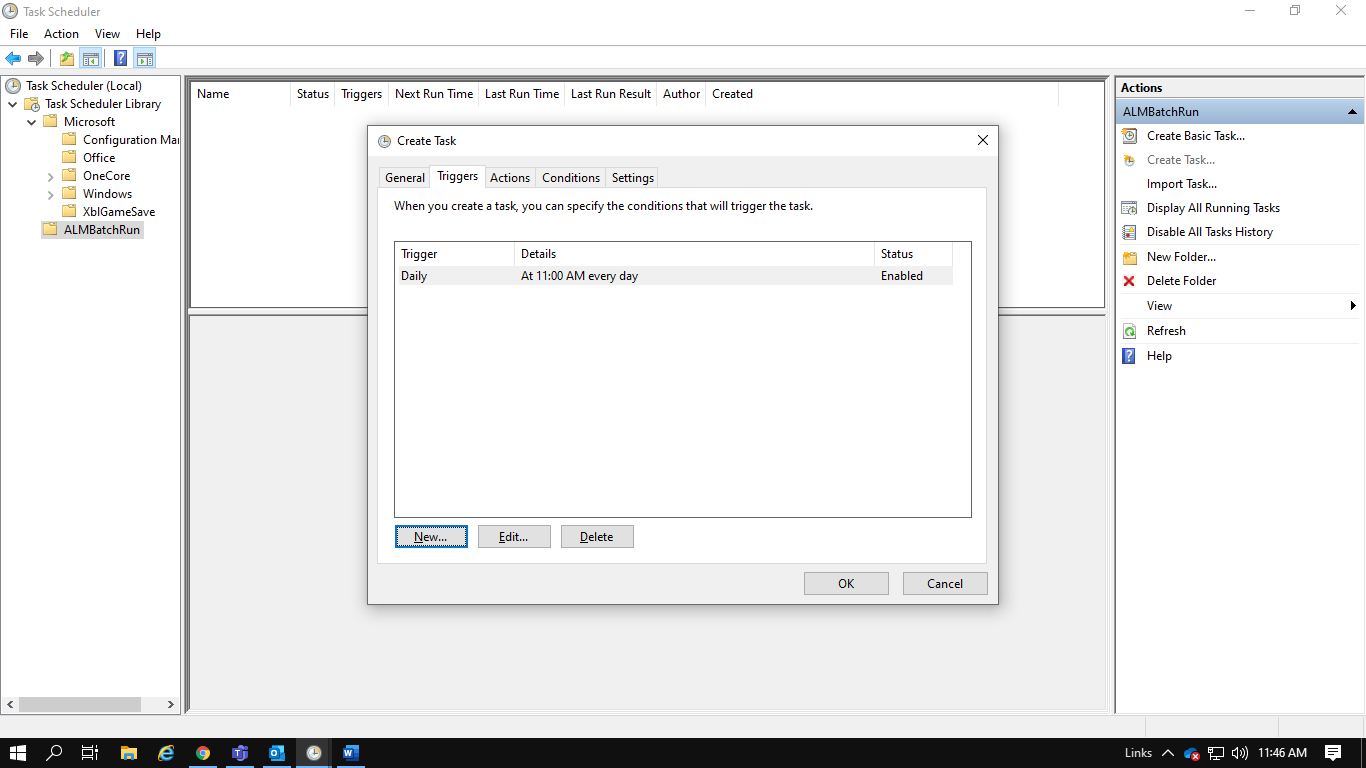 Task Scheduler
File Action View Help
Task Scheduler (Local)
Task Scheduler Library
Microsoft
Configuration Mar
Office
OneCore
Windows
XblGameSave
ALMBatchRun
Name Status Triggers Next Run Time Last Run Time Last Run Result Author Created
Create Task
General Triggers Actions Conditions Settings
When you create a task, you can specify the conditions that will trigger the task.
Trigger Details Status
Daily At 11:00 AM every day Enabled
New... Edit... Delete
OK Cancel
Actions
ALMBatchRun
Create Basic Task...
Create Task...
Import Task...
Display All Running Tasks
Disable All Tasks History
New Folder...
Delete Folder
View
Refresh
Help
Links 11:46 AM